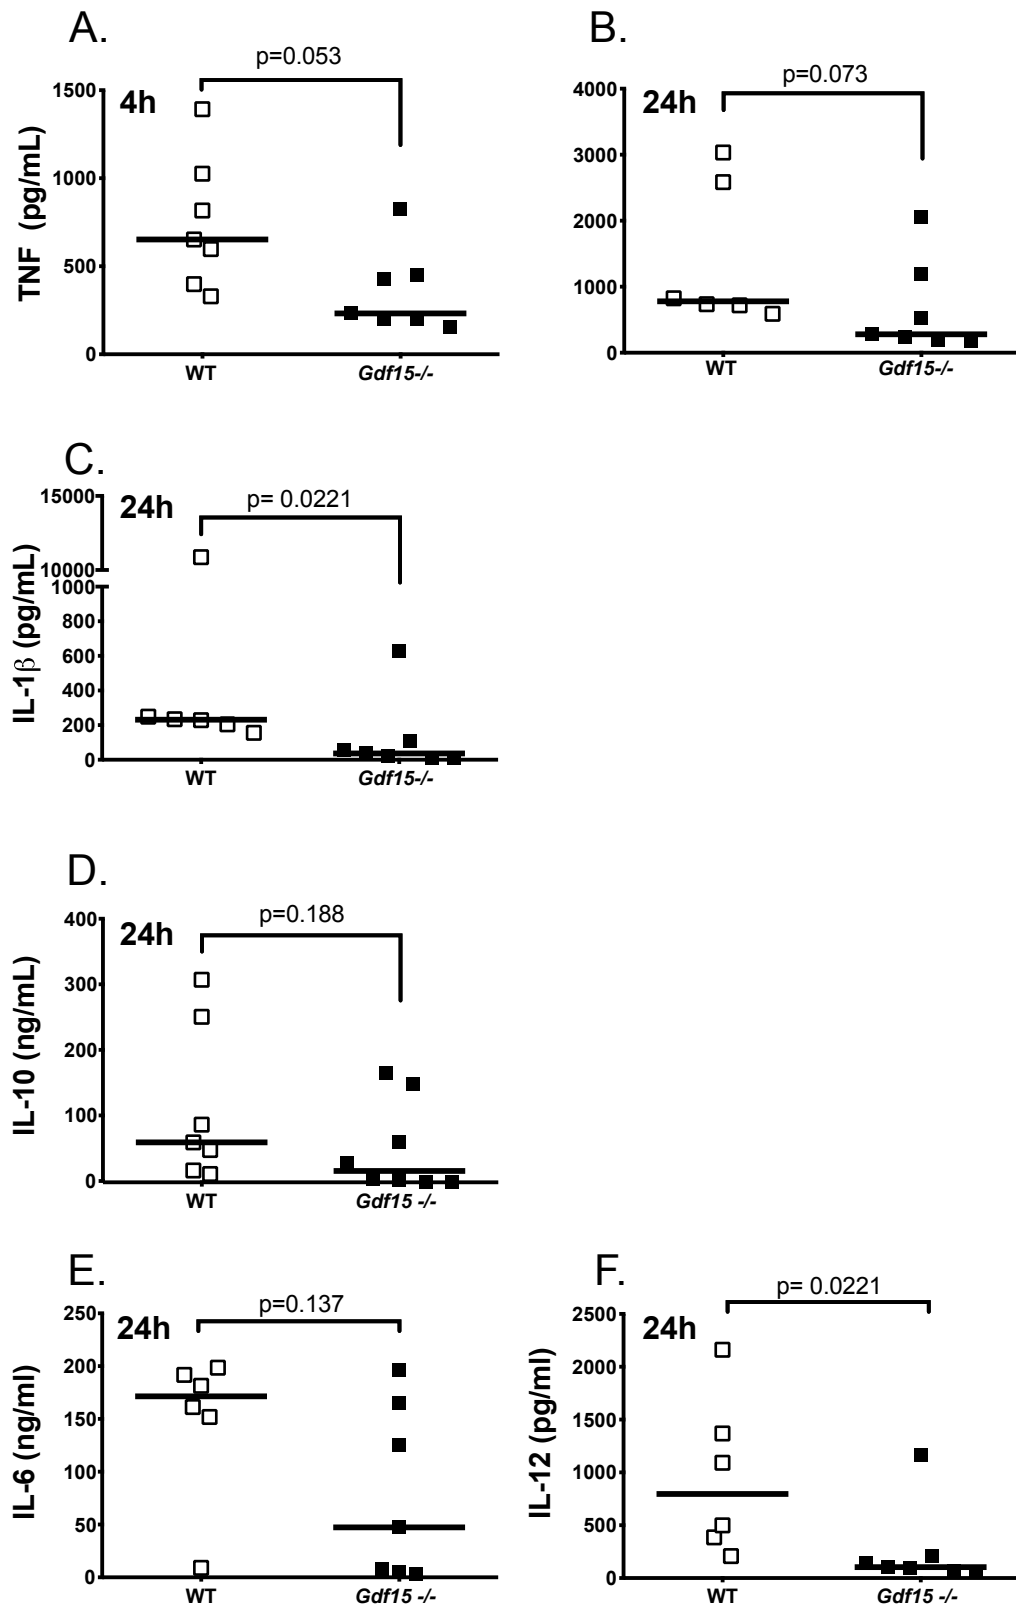 A.
p=0.053
4h
TNF (pg/mL)
1500
1000
500
0
WT
Gdf15-/-
B.
p=0.073
24h
4000
3000
2000
1000
0
WT
Gdf15-/-
C.
p= 0.0221
24h
IL-1β (pg/mL)
15000
10000
1000
800
600
400
200
0
WT
Gdf15-/-
D.
p=0.188
24h
IL-10 (ng/mL)
400
300
200
100
0
WT
Gdf15 -/-
E.
p=0.137
24h
IL-6 (ng/ml)
250
200
150
100
50
0
WT
Gdf15 -/-
F.
p= 0.0221
24h
IL-12 (pg/ml)
2500
2000
1500
1000
500
0
WT
Gdf15 -/-